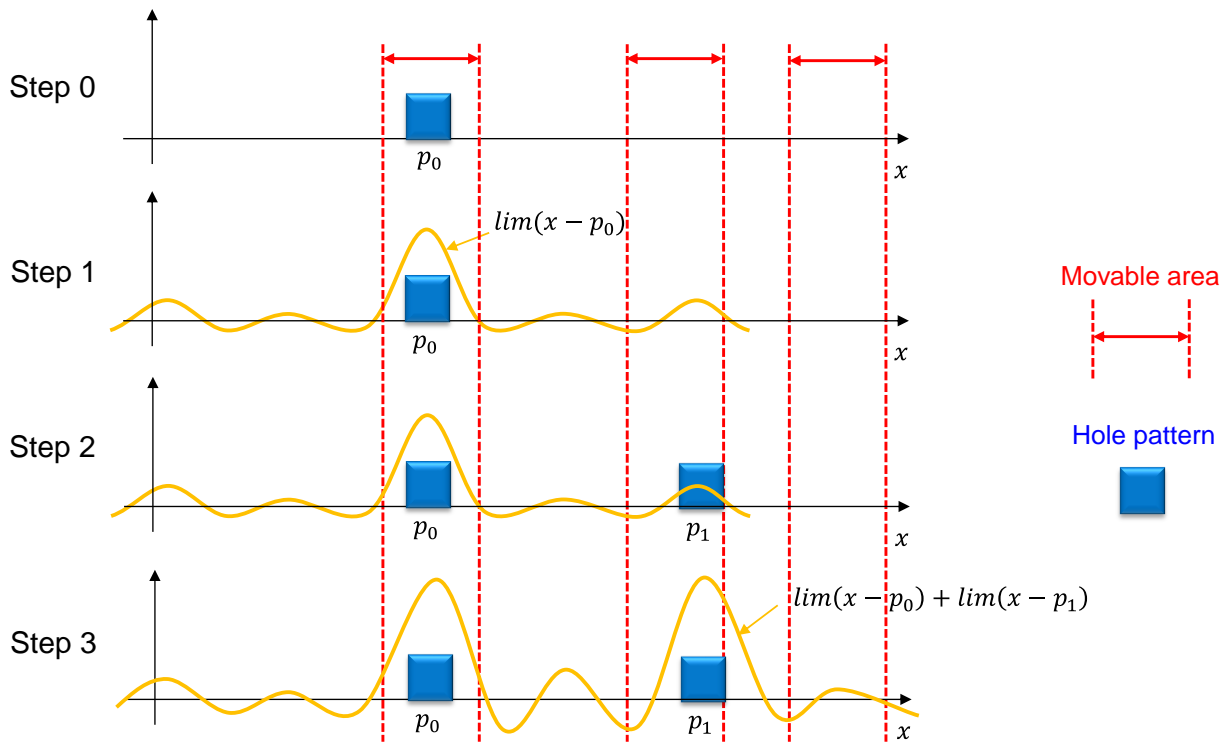 Step 0
p₀
x
lim(x − p₀)
Step 1
p₀
x
Movable area
Step 2
p₀
p₁
x
Hole pattern
lim(x − p₀) + lim(x − p₁)
Step 3
p₀
p₁
x